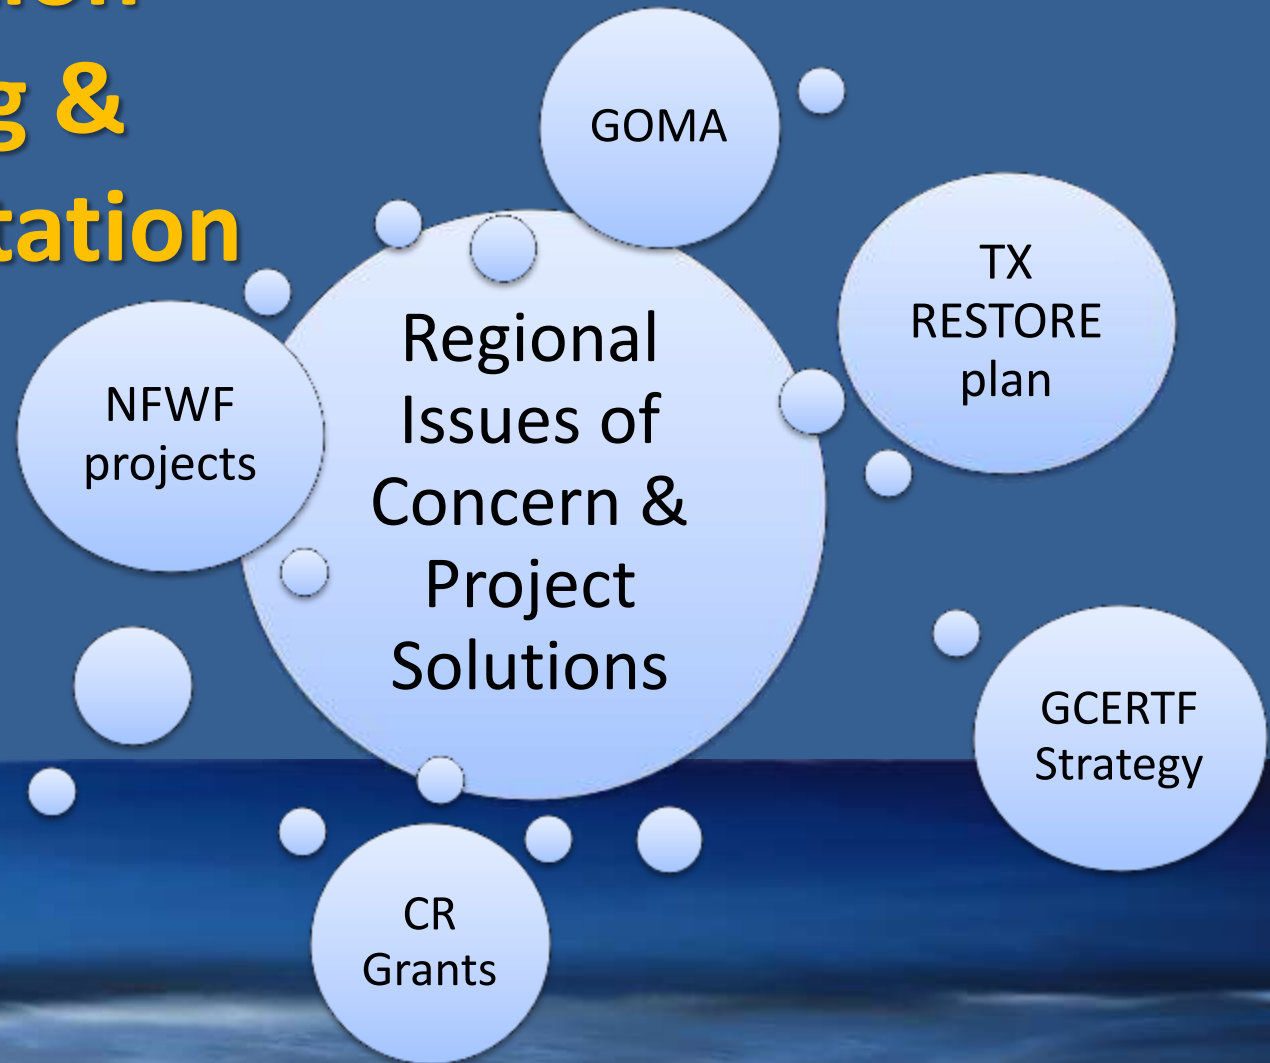 g &
tation
GOMA
TX
RESTORE
plan
NFWF
projects
Regional
Issues of
Concern &
Project
Solutions
GCERTF
Strategy
CR
Grants